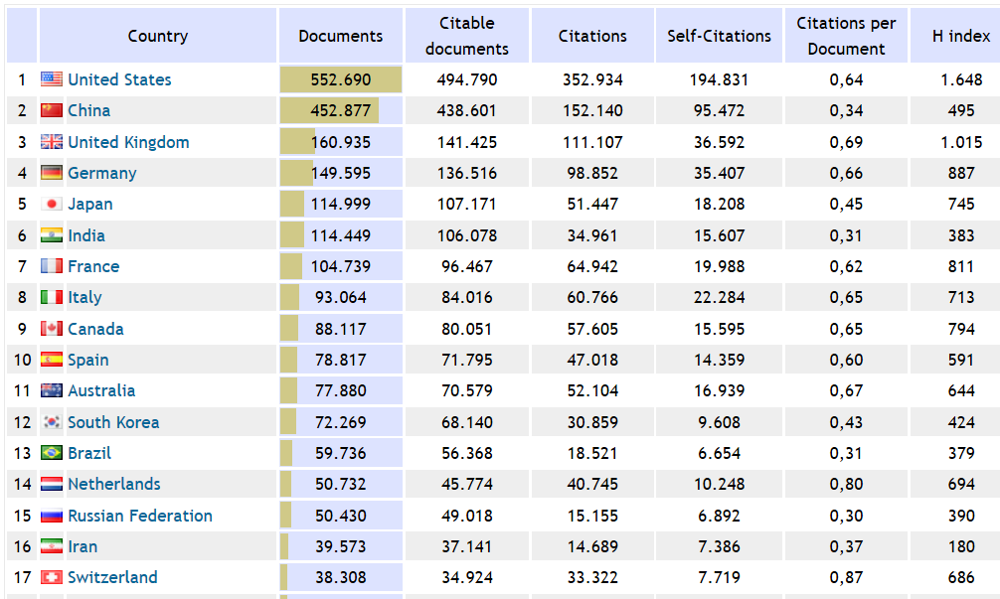 Country Documents Citable documents Citations Self-Citations Citations per Document H index
1 United States 552.690 494.790 352.934 194.831 0,64 1.648
2 China 452.877 438.601 152.140 95.472 0,34 495
3 United Kingdom 160.935 141.425 111.107 36.592 0,69 1.015
4 Germany 149.595 136.516 98.852 35.407 0,66 887
5 Japan 114.999 107.171 51.447 18.208 0,45 745
6 India 114.449 106.078 34.961 15.607 0,31 383
7 France 104.739 96.467 64.942 19.988 0,62 811
8 Italy 93.064 84.016 60.766 22.284 0,65 713
9 Canada 88.117 80.051 57.605 15.595 0,65 794
10 Spain 78.817 71.795 47.018 14.359 0,60 591
11 Australia 77.880 70.579 52.104 16.939 0,67 644
12 South Korea 72.269 68.140 30.859 9.608 0,43 424
13 Brazil 59.736 56.368 18.521 6.654 0,31 379
14 Netherlands 50.732 45.774 40.745 10.248 0,80 694
15 Russian Federation 50.430 49.018 15.155 6.892 0,30 390
16 Iran 39.573 37.141 14.689 7.386 0,37 180
17 Switzerland 38.308 34.924 33.322 7.719 0,87 686